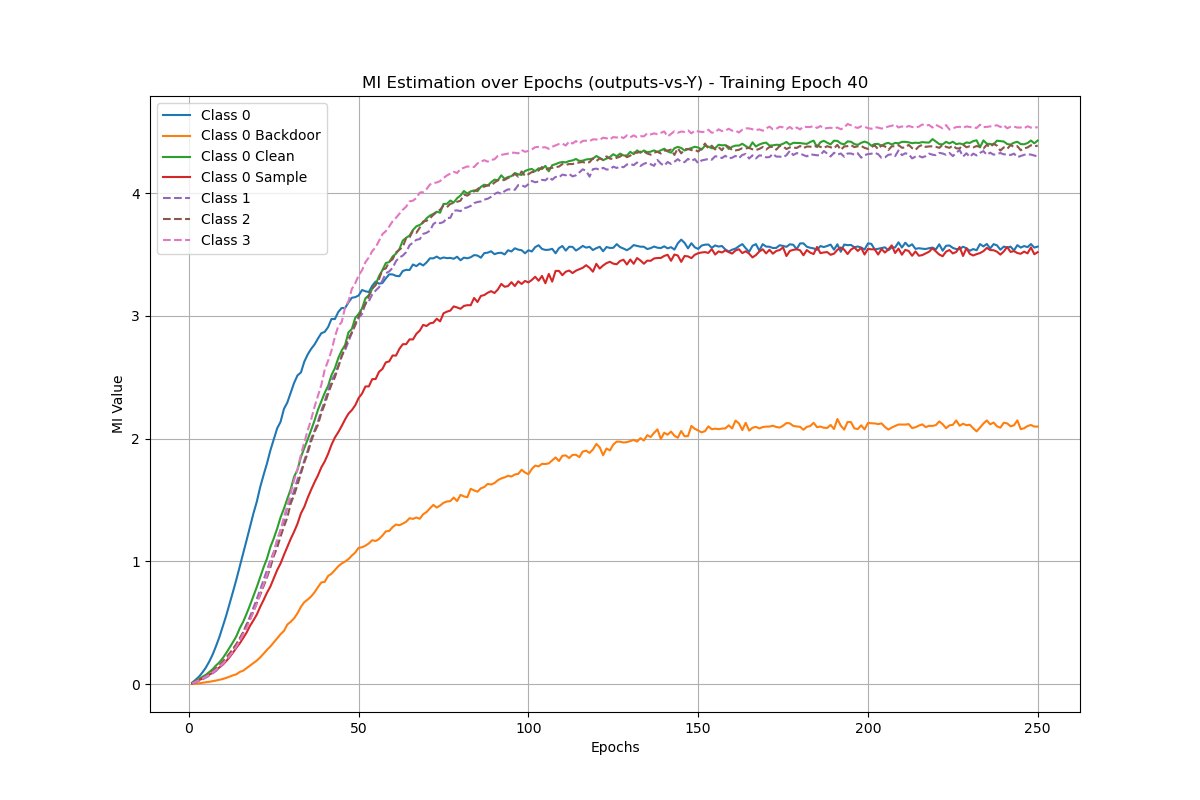 MI Estimation over Epochs (outputs-vs-Y) - Training Epoch 40
Class 0
Class 0 Backdoor
Class 0 Clean
Class 0 Sample
Class 1
Class 2
Class 3
MI Value
4
3
2
1
0
0 50 100 150 200 250
Epochs